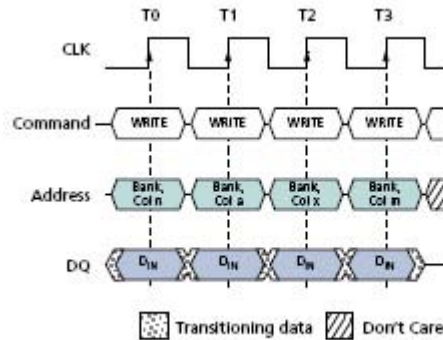 T0 T1 T2 T3
CLK
Command WRITE WRITE WRITE WRITE
Address Bank, Col n Bank, Col a Bank, Col x Bank, Col m
DQ DIN DIN DIN DIN
Transitioning data Don't Care